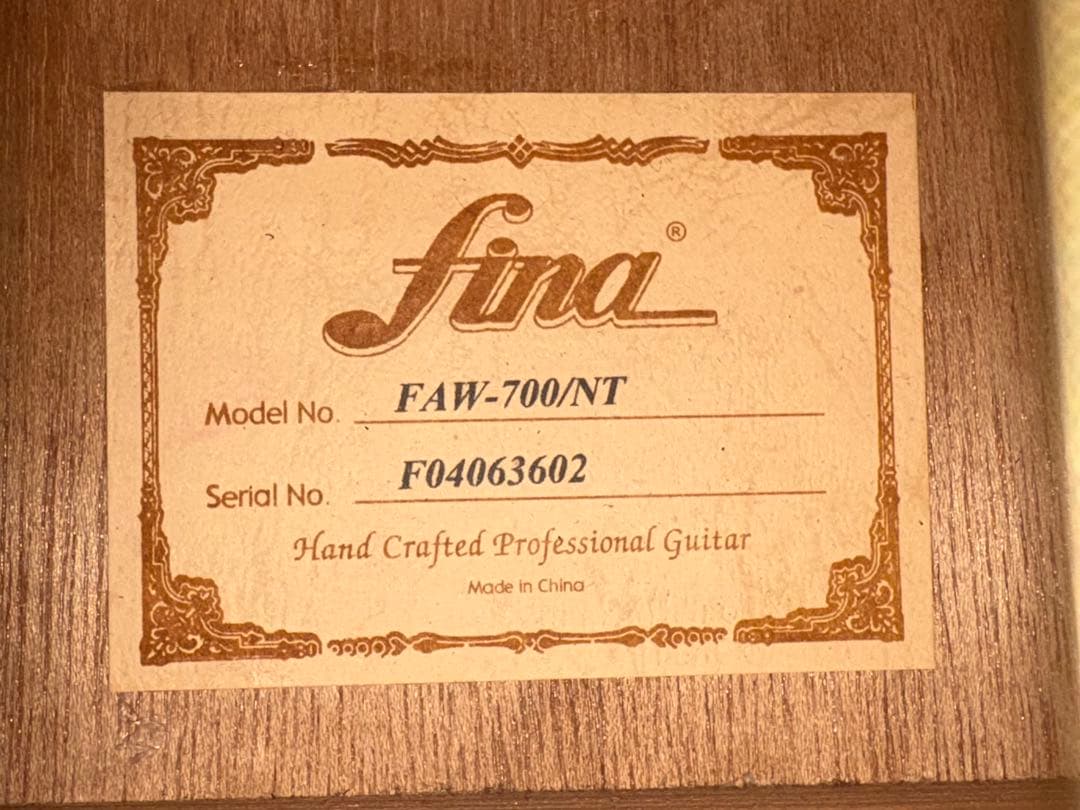 fina®
Model No. FAW-700/NT
Serial No. F04063602
Hand Crafted Professional Guitar
Made in China